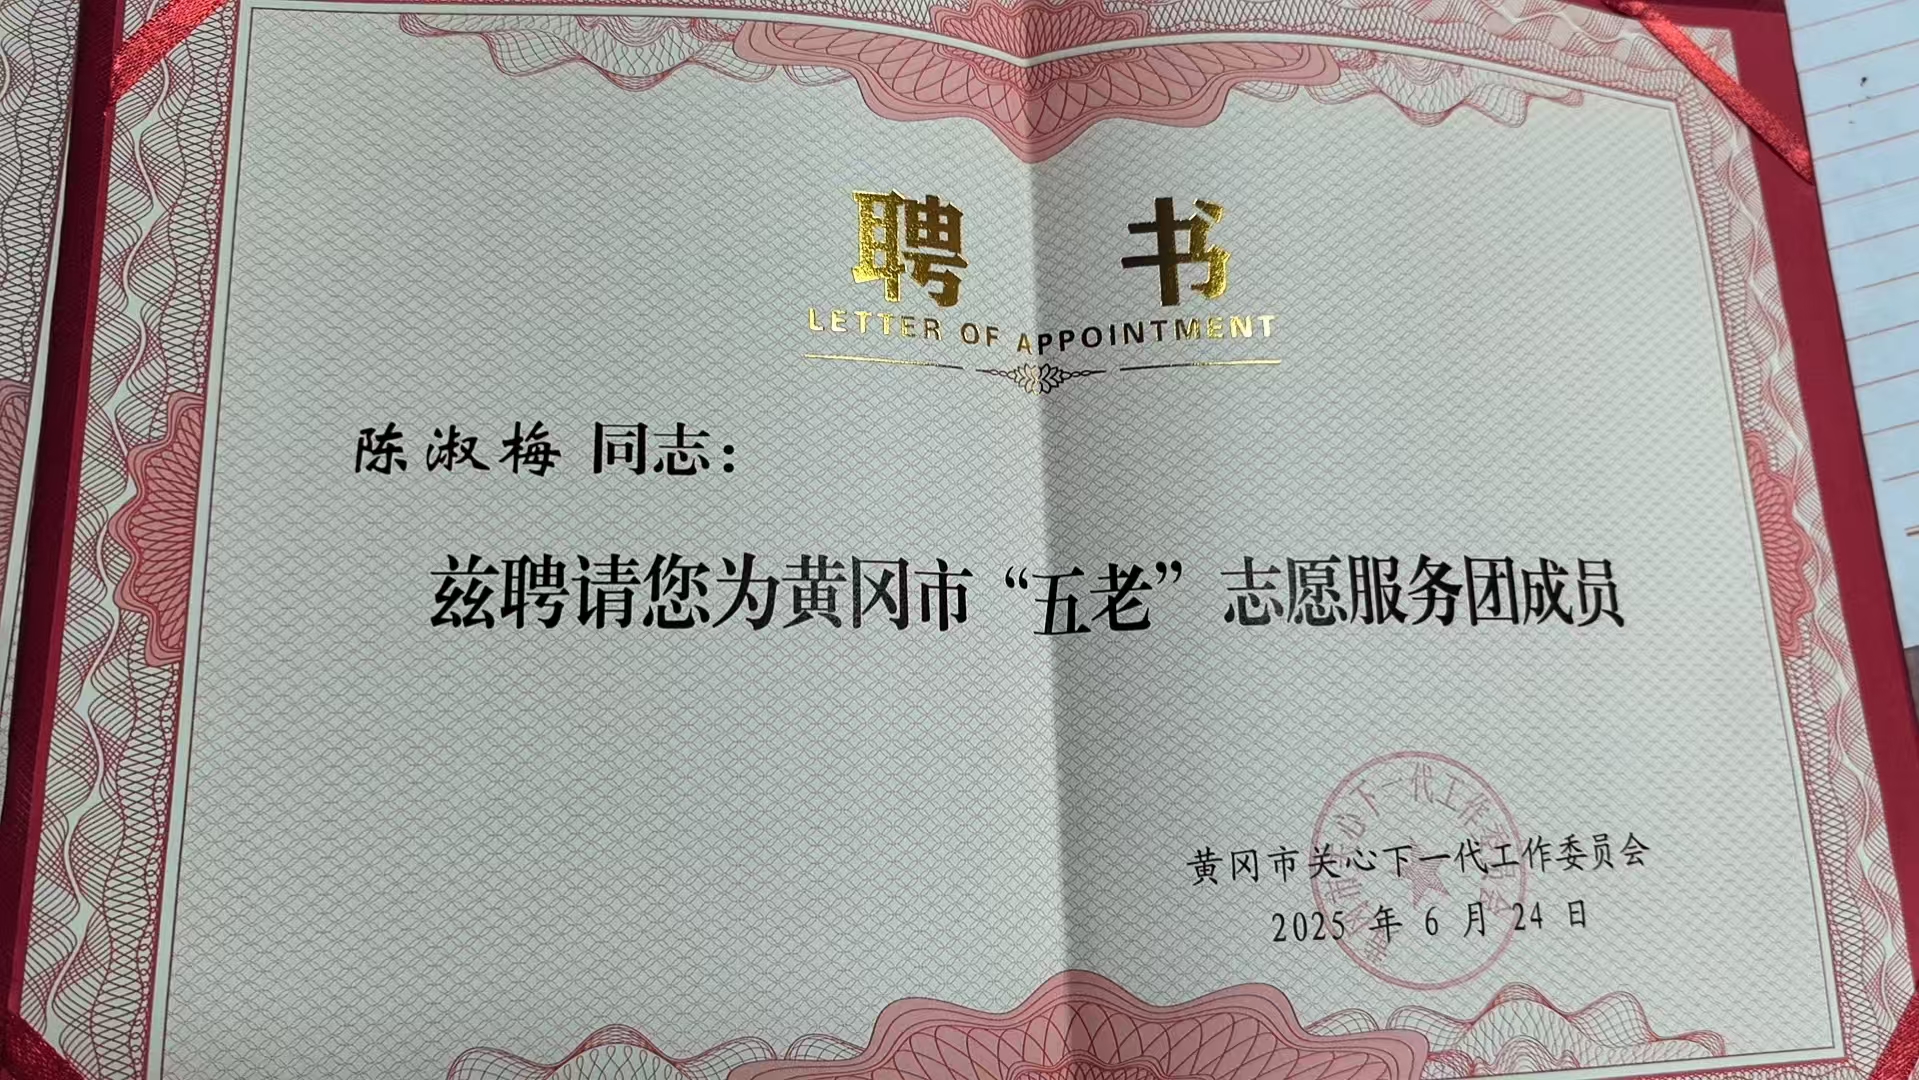 聘 书
LETTER OF APPOINTMENT
陈淑梅 同志：
兹聘请您为黄冈市“五老”志愿服务团成员
黄冈市关心下一代工作委员会
2025 年 6 月 24 日